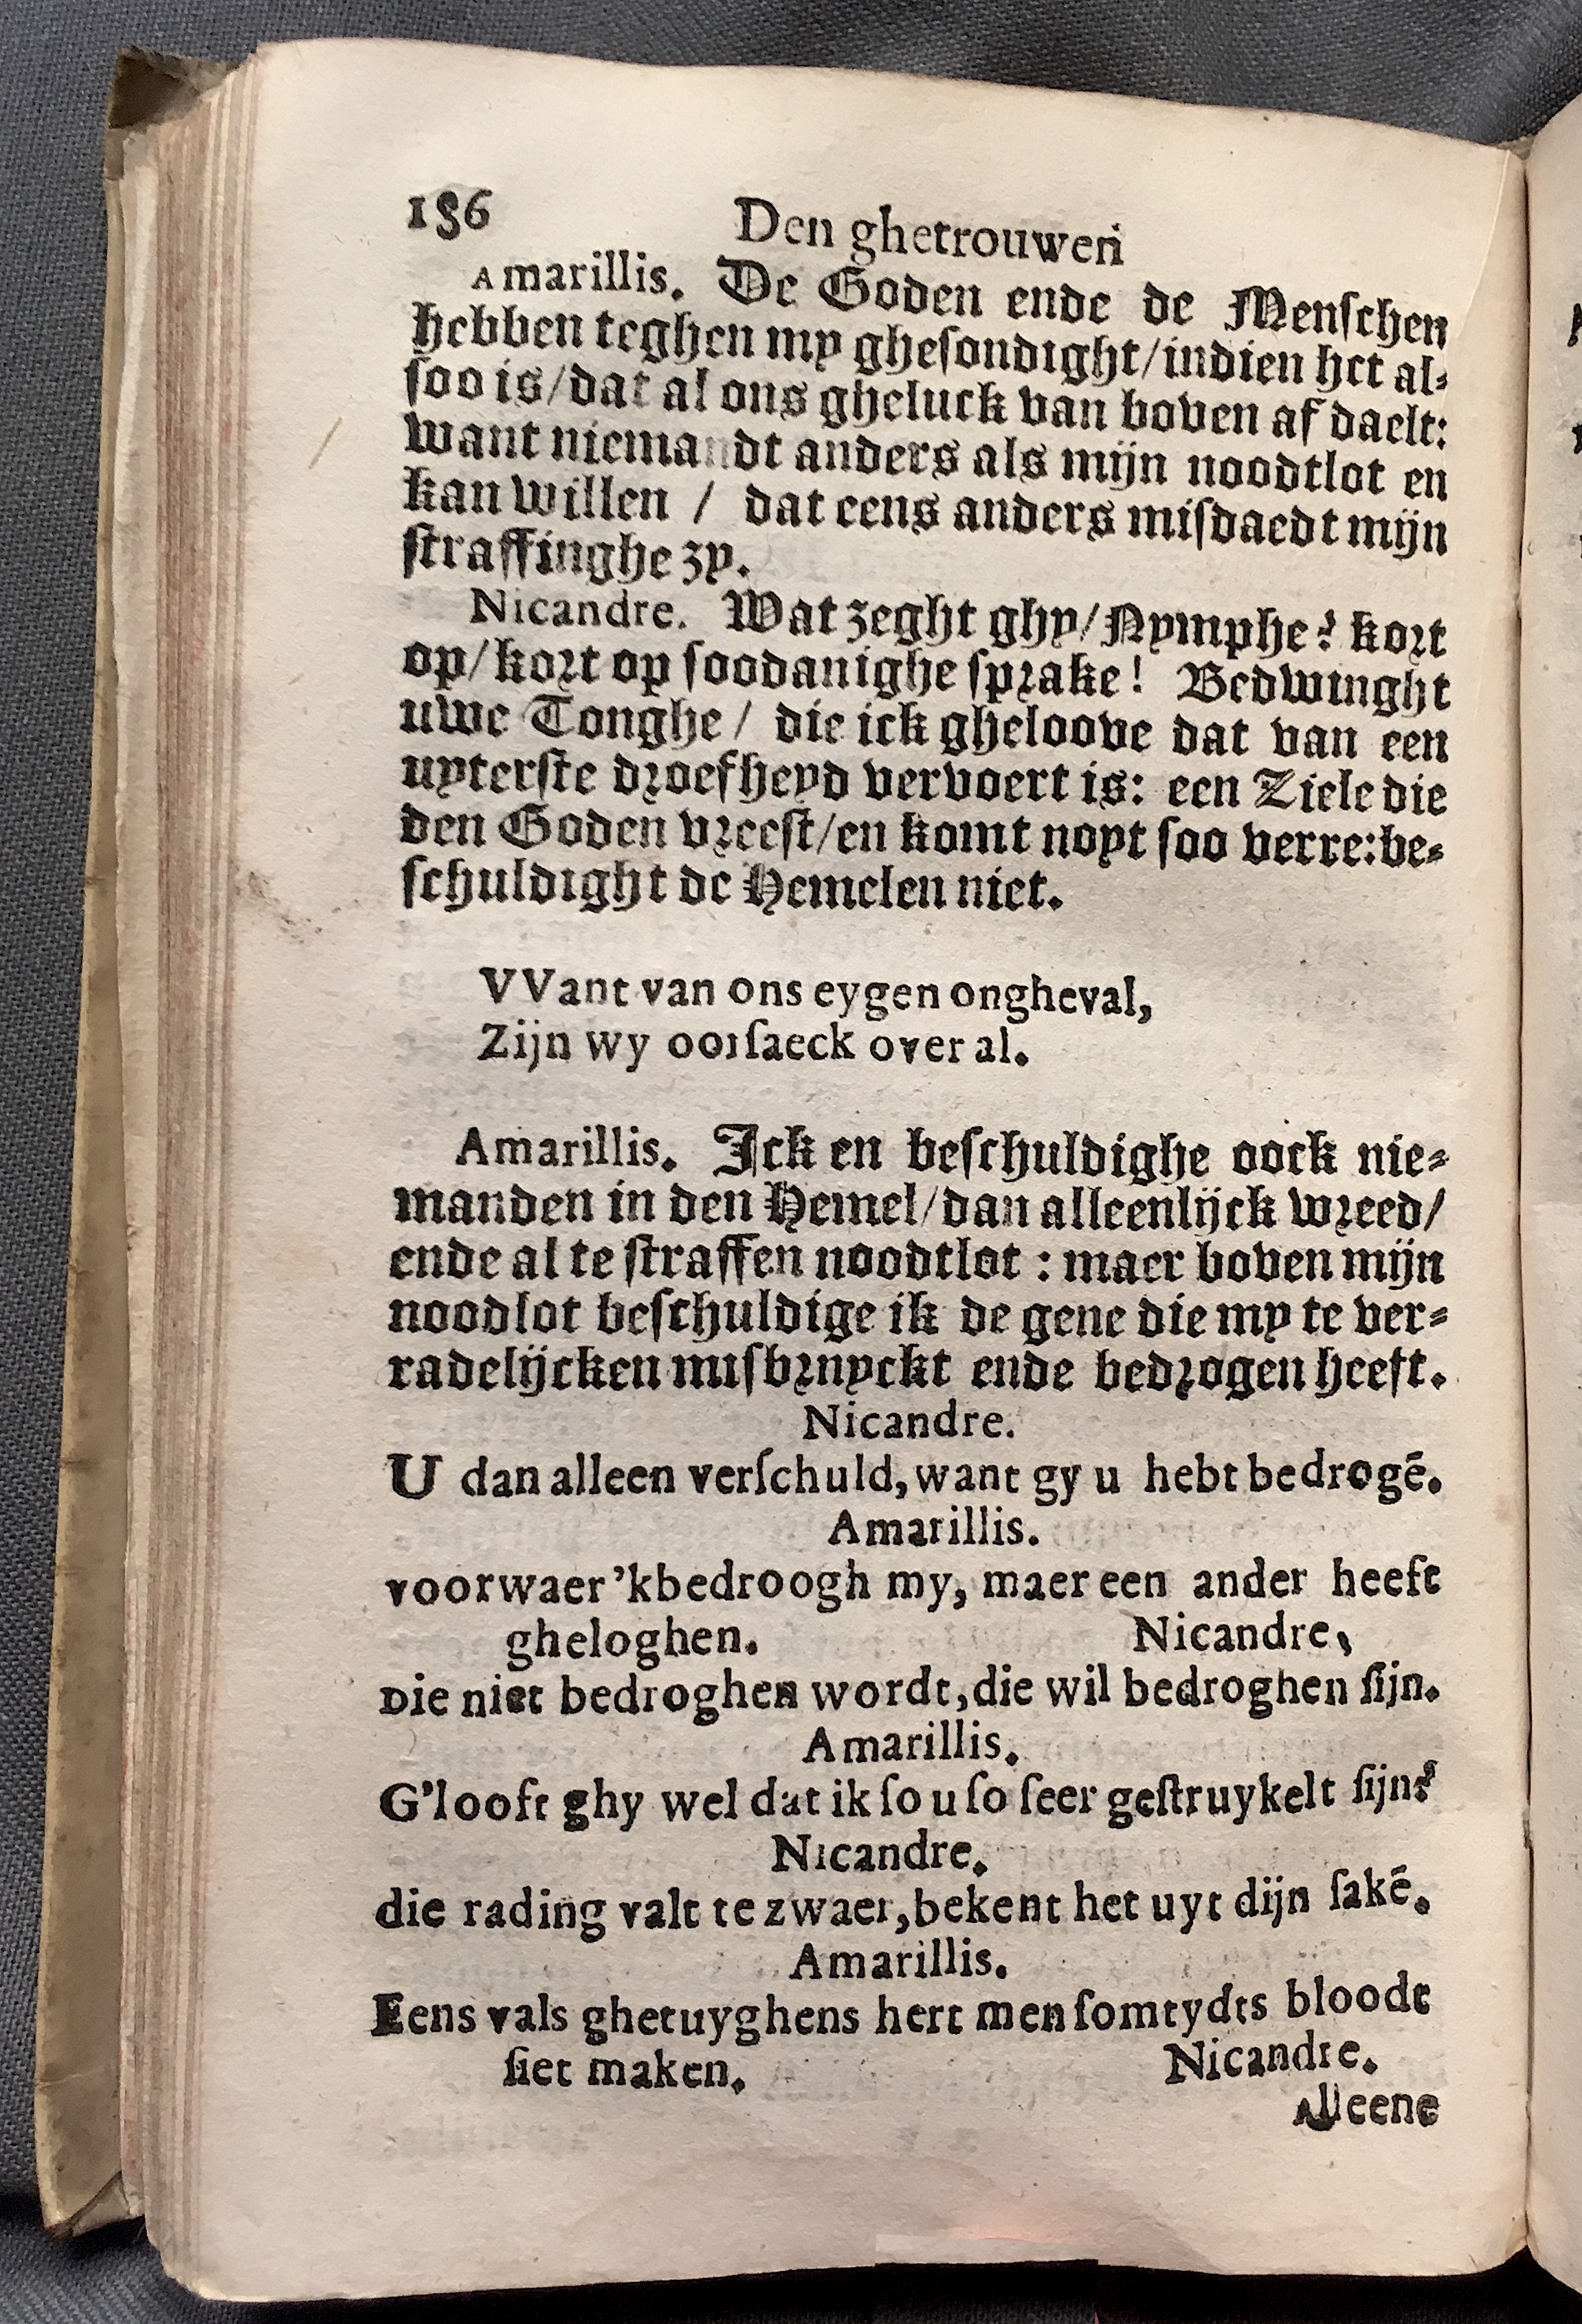 136 Den ghetrouwen
Amarillis. De Goden ende de Menſchen
hebben teghen my gheſondight/indien het al⸗
ſoo is/dat al ons gheluck van boven af daelt:
want niemandt anders als mijn noodtlot en
kan willen / dat eens anders miſdaedt mijn
ſtraffinghe zy.
Nicandre. Wat zeght ghy/Nymphe? kort
op/kort op ſoodanighe ſprake! Bedwinght
uwe Tonghe/ die ick gheloove dat van een
uyterſte droefheyd vervoert is: een Ziele die
den Goden vreeſt/en komt noyt ſoo verre:be⸗
ſchuldight de Hemelen niet.
VVant van ons eygen ongheval,
Zijn wy oorſaeck over al.
Amarillis. Ick en beſchuldighe oock nie⸗
manden in den Hemel/dan alleenlijck wreed/
ende al te ſtraffen noodtlot : maer boven mijn
noodlot beſchuldige ik de gene die my te ver⸗
radelijcken miſbrnyckt ende bedrogen heeft.
Nicandre.
U dan alleen verſchuld, want gy u hebt bedrogē.
Amarillis.
voorwaer 'kbedroogh my, maer een ander heeft
gheloghen. Nicandre,
Die niet bedroghen wordt, die wil bedroghen ſijn.
Amarillis.
G'looft ghy wel dat ik ſo u ſo ſeer geſtruykelt ſijn?
Nicandre.
die rading valt te zwaer, bekent het uyt dijn ſakē.
Amarillis.
Eens vals ghetuyghens hert men ſomtydts bloodt
ſiet maken. Nicandre.
Alleene